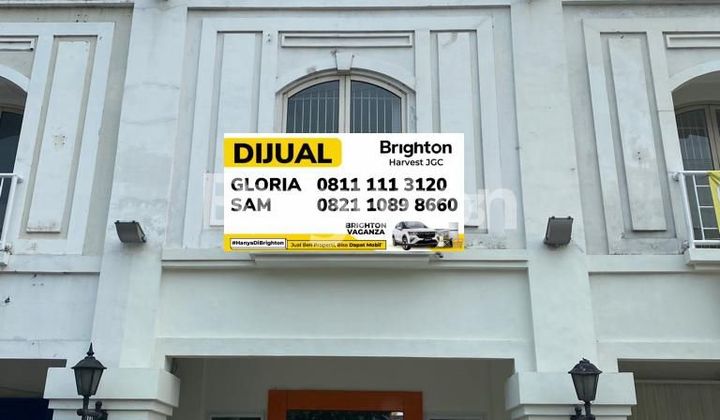 DIJUAL
Brighton
Harvest JGC
GLORIA 0811 111 3120
SAM 0821 1089 8660
BRIGHTON
VAGANZA
#HanyaDiBrighton
Jual Beli Properti, Bisa Dapat Mobil*